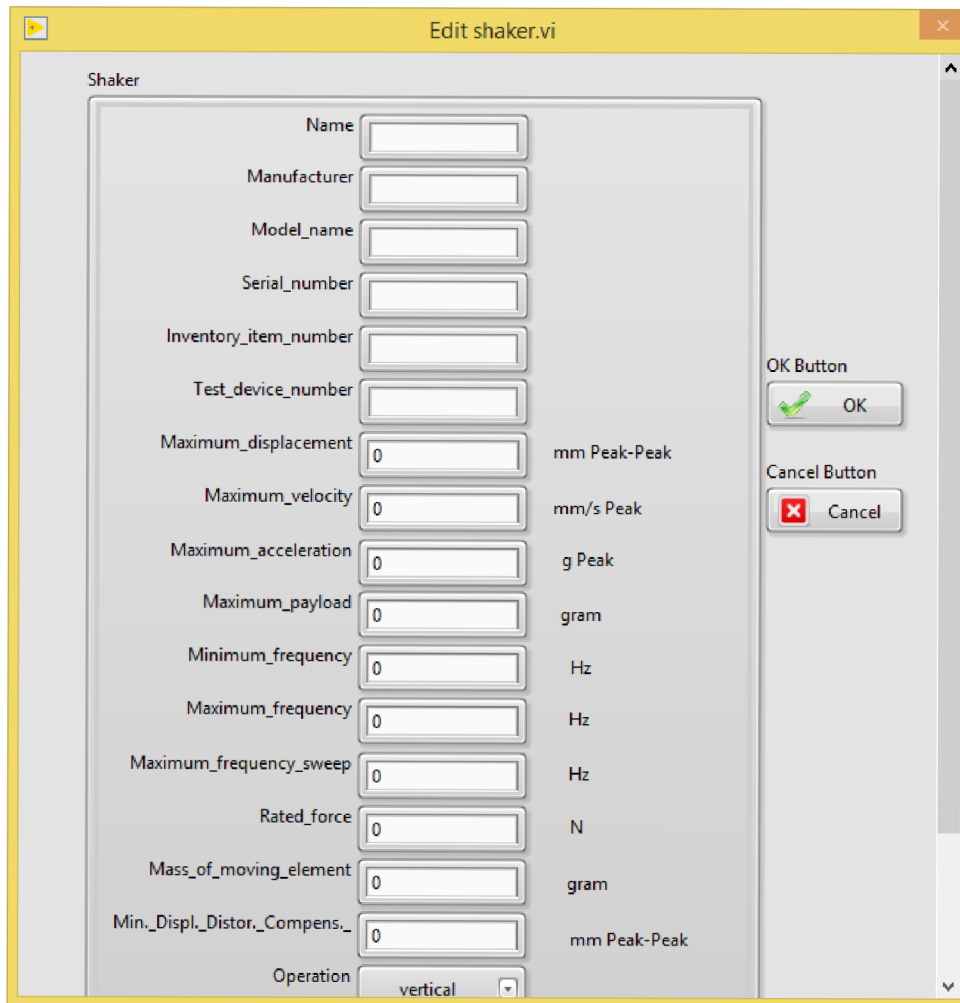 Edit shaker.vi
Shaker
Name
Manufacturer
Model_name
Serial_number
Inventory_item_number
Test_device_number
Maximum_displacement 0 mm Peak-Peak
Maximum_velocity 0 mm/s Peak
Maximum_acceleration 0 g Peak
Maximum_payload 0 gram
Minimum_frequency 0 Hz
Maximum_frequency 0 Hz
Maximum_frequency_sweep 0 Hz
Rated_force 0 N
Mass_of_moving_element 0 gram
Min._Displ._Distor._Compens._ 0 mm Peak-Peak
Operation vertical
OK Button
OK
Cancel Button
Cancel